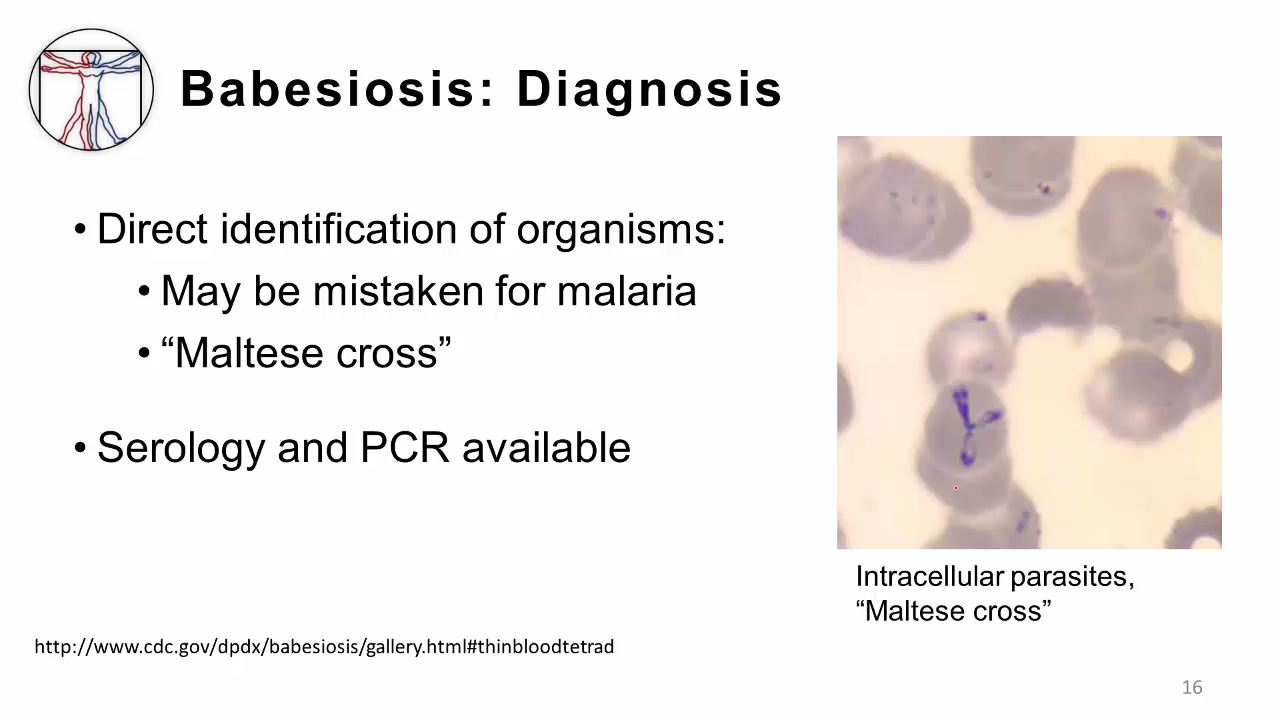 Babesiosis: Diagnosis
• Direct identification of organisms:
• May be mistaken for malaria
• “Maltese cross”
• Serology and PCR available
Intracellular parasites,
“Maltese cross”
http://www.cdc.gov/dpdx/babesiosis/gallery.html#thinbloodtetrad
16